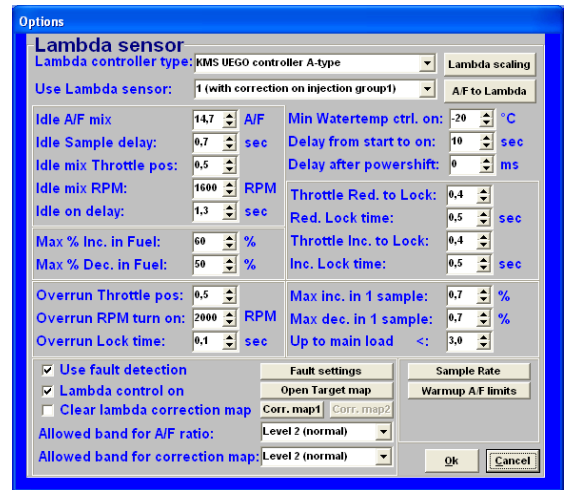 Options
Lambda sensor
Lambda controller type: KMS UEGO controller A-type Lambda scaling
Use Lambda sensor: 1 (with correction on injection group1) A/F to Lambda
Idle A/F mix 14,7 A/F
Idle Sample delay: 0,7 sec
Idle mix Throttle pos: 0,5
Idle mix RPM: 1600 RPM
Idle on delay: 1,3 sec
Min Watertemp ctrl. on: -20 °C
Delay from start to on: 10 sec
Delay after powershift: 0 ms
Max % Inc. in Fuel: 60 %
Max % Dec. in Fuel: 50 %
Throttle Red. to Lock: 0,4
Red. Lock time: 0,5 sec
Throttle Inc. to Lock: 0,4
Inc. Lock time: 0,5 sec
Overrun Throttle pos: 0,5
Overrun RPM turn on: 2000 RPM
Overrun Lock time: 0,1 sec
Max inc. in 1 sample: 0,7 %
Max dec. in 1 sample: 0,7 %
Up to main load <: 3,0
Use fault detection Fault settings
Lambda control on Open Target map
Clear lambda correction map Corr. map1 Corr. map2
Allowed band for A/F ratio: Level 2 (normal)
Allowed band for correction map: Level 2 (normal)
Sample Rate
Warmup A/F limits
Ok Cancel